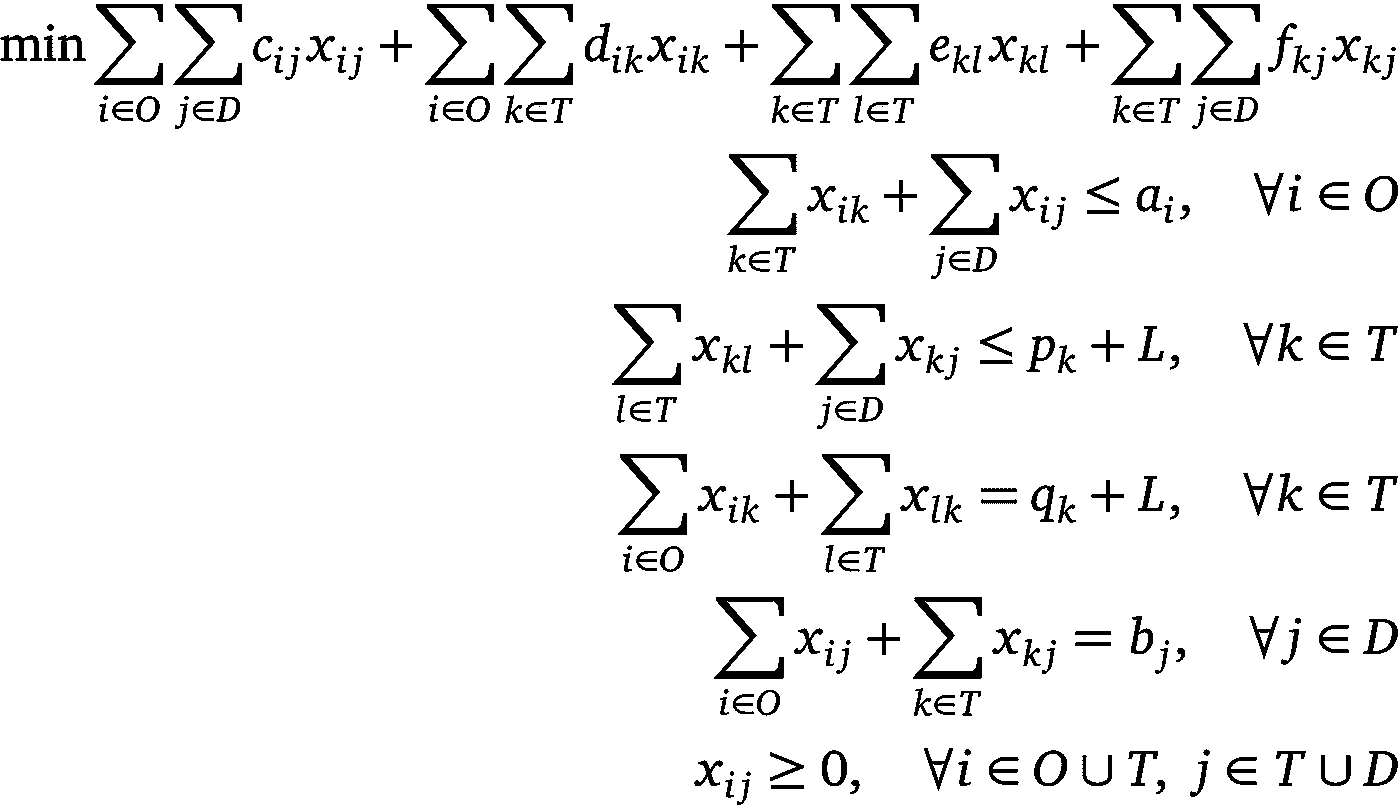 min ∑_{i∈O} ∑_{j∈D} c_{ij}x_{ij} + ∑_{i∈O} ∑_{k∈T} d_{ik}x_{ik} + ∑_{k∈T} ∑_{l∈T} e_{kl}x_{kl} + ∑_{k∈T} ∑_{j∈D} f_{kj}x_{kj}
∑_{k∈T} x_{ik} + ∑_{j∈D} x_{ij} ≤ a_i, ∀i ∈ O
∑_{l∈T} x_{kl} + ∑_{j∈D} x_{kj} ≤ p_k + L, ∀k ∈ T
∑_{i∈O} x_{ik} + ∑_{l∈T} x_{lk} = q_k + L, ∀k ∈ T
∑_{i∈O} x_{ij} + ∑_{k∈T} x_{kj} = b_j, ∀j ∈ D
x_{ij} ≥ 0, ∀i ∈ O ∪ T, j ∈ T ∪ D